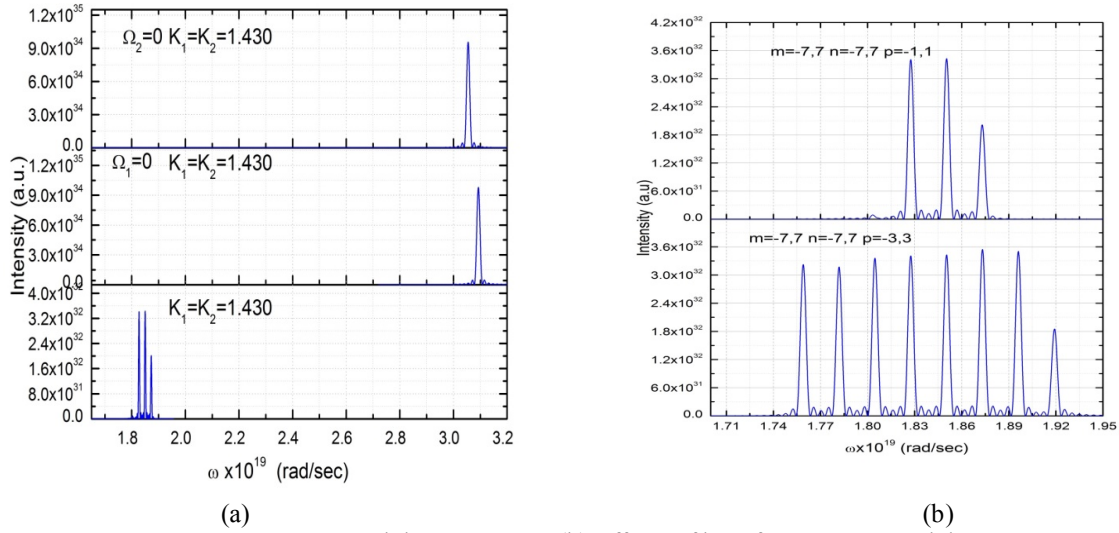 1.2x10^35
9.0x10^34
6.0x10^34
3.0x10^34
0.0
Ω₂=0 K₁=K₂=1.430
1.2x10^35
9.0x10^34
6.0x10^34
3.0x10^34
0.0
Ω₁=0 K₁=K₂=1.430
4.0x10^32
3.2x10^32
2.4x10^32
1.6x10^32
8.0x10^31
0.0
K₁=K₂=1.430
Intensity (a.u.)
1.8 2.0 2.2 2.4 2.6 2.8 3.0 3.2
ω x10^19 (rad/sec)
(a)
4.2x10^32
3.6x10^32
3.0x10^32
2.4x10^32
1.8x10^32
1.2x10^32
6.0x10^31
0.0
m=-7,7 n=-7,7 p=-1,1
3.6x10^32
3.0x10^32
2.4x10^32
1.8x10^32
1.2x10^32
6.0x10^31
0.0
m=-7,7 n=-7,7 p=-3,3
Intensity (a.u)
1.71 1.74 1.77 1.80 1.83 1.86 1.89 1.92 1.95
ωx10^19 (rad/sec)
(b)